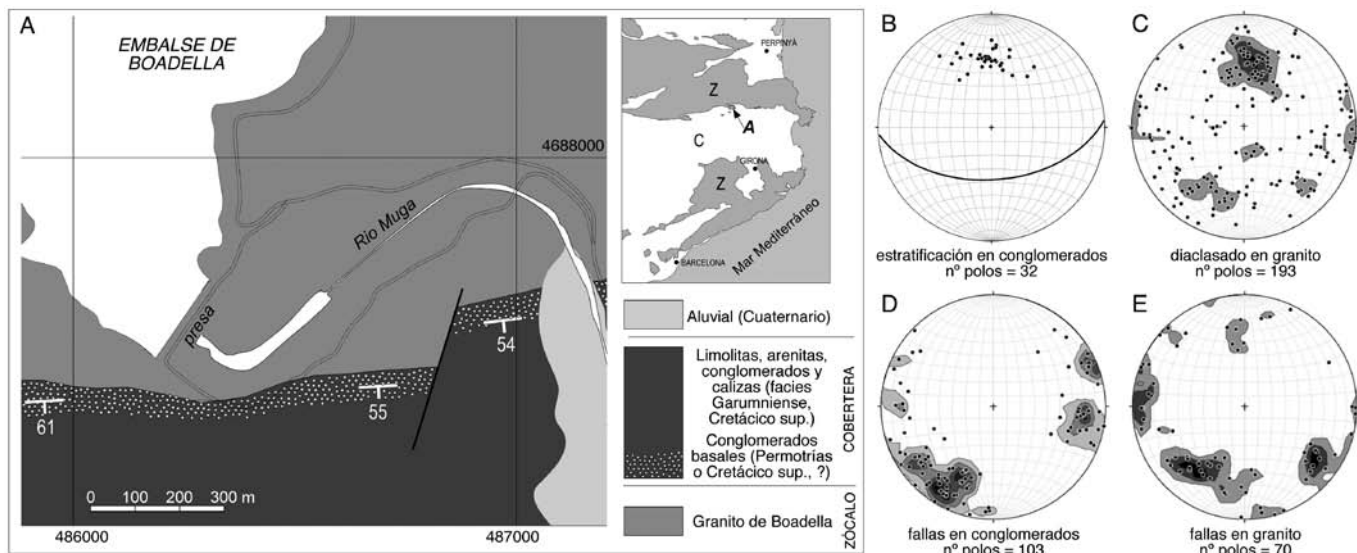 A
EMBALSE DE
BOADELLA
4688000
Río Muga
presa
54
55
61
0 100 200 300 m
486000
487000
PERPINYÀ
Z
A
C
GIRONA
Z
Mar Mediterráneo
BARCELONA
Aluvial (Cuaternario)
Limolitas, arenitas,
conglomerados y
calizas (facies
Garumniense,
Cretácico sup.)
Conglomerados
basales (Permotrías
o Cretácico sup., ?)
COBERTERA
Granito de Boadella
ZÓCALO
B
estratificación en conglomerados
nº polos = 32
C
diaclasado en granito
nº polos = 193
D
fallas en conglomerados
nº polos = 103
E
fallas en granito
nº polos = 70